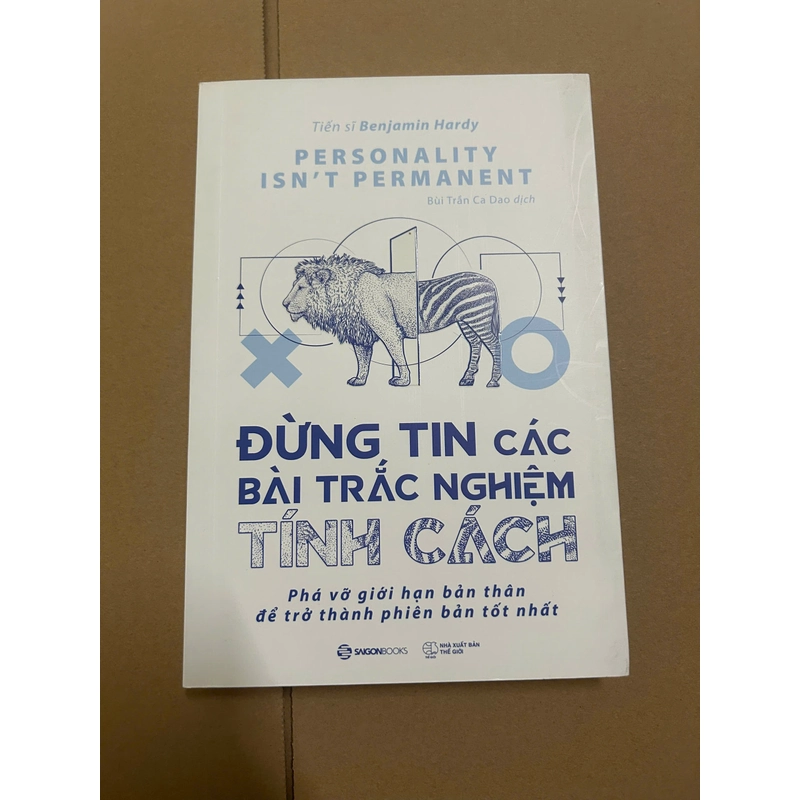 Tiến sĩ Benjamin Hardy
PERSONALITY
ISN'T PERMANENT
Bùi Trần Ca Dao dịch
ĐỪNG TIN CÁC
BÀI TRẮC NGHIỆM
TÍNH CÁCH
Phá vỡ giới hạn bản thân
để trở thành phiên bản tốt nhất
SAIGONBOOKS
NHÀ XUẤT BẢN
THẾ GIỚI